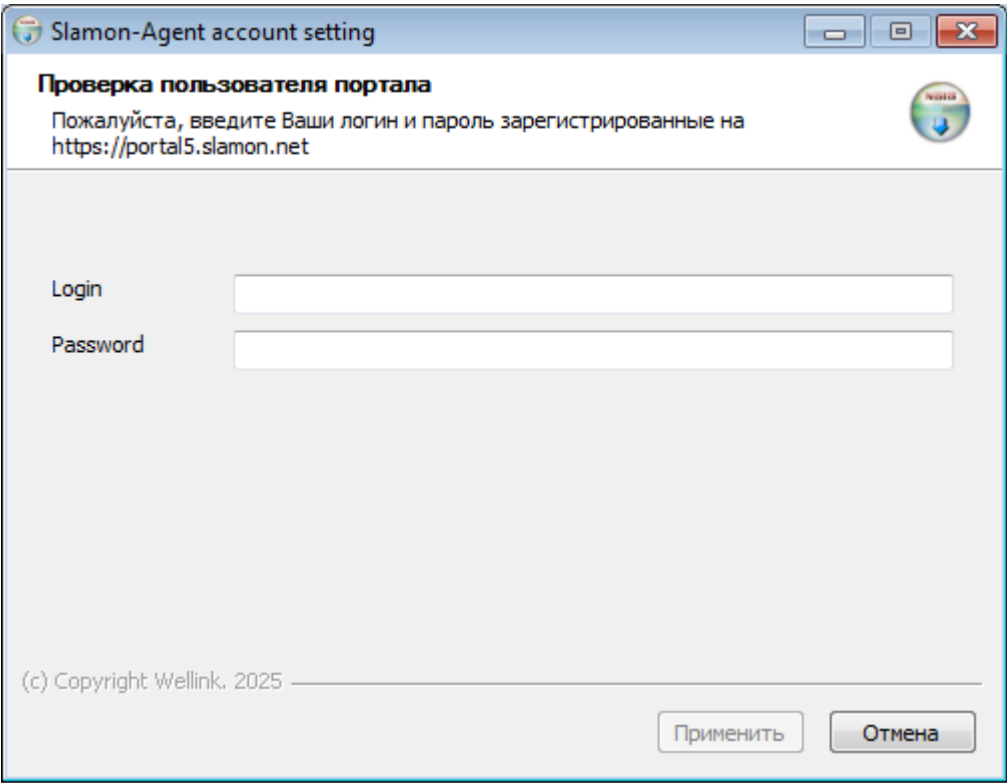 Slamon-Agent account setting
Проверка пользователя портала
Пожалуйста, введите Ваши логин и пароль зарегистрированные на
https://portal5.slamon.net
Login
Password
(c) Copyright Wellink. 2025
Применить
Отмена